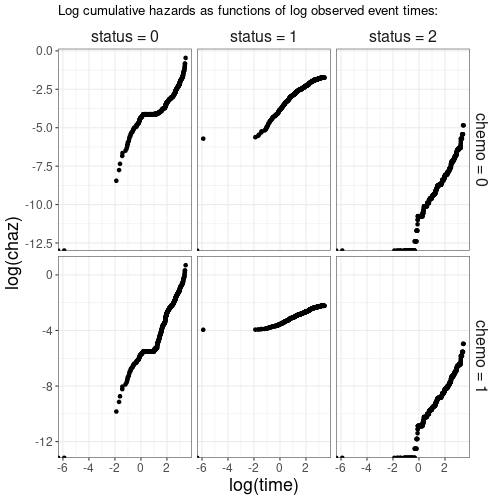 Log cumulative hazards as functions of log observed event times:
status = 0 status = 1 status = 2
0.0
-2.5
-5.0
-7.5
-10.0
-12.5
chemo = 0
log(chaz)
0
-4
-8
-12
chemo = 1
-6 -4 -2 0 2 -6 -4 -2 0 2 -6 -4 -2 0 2
log(time)